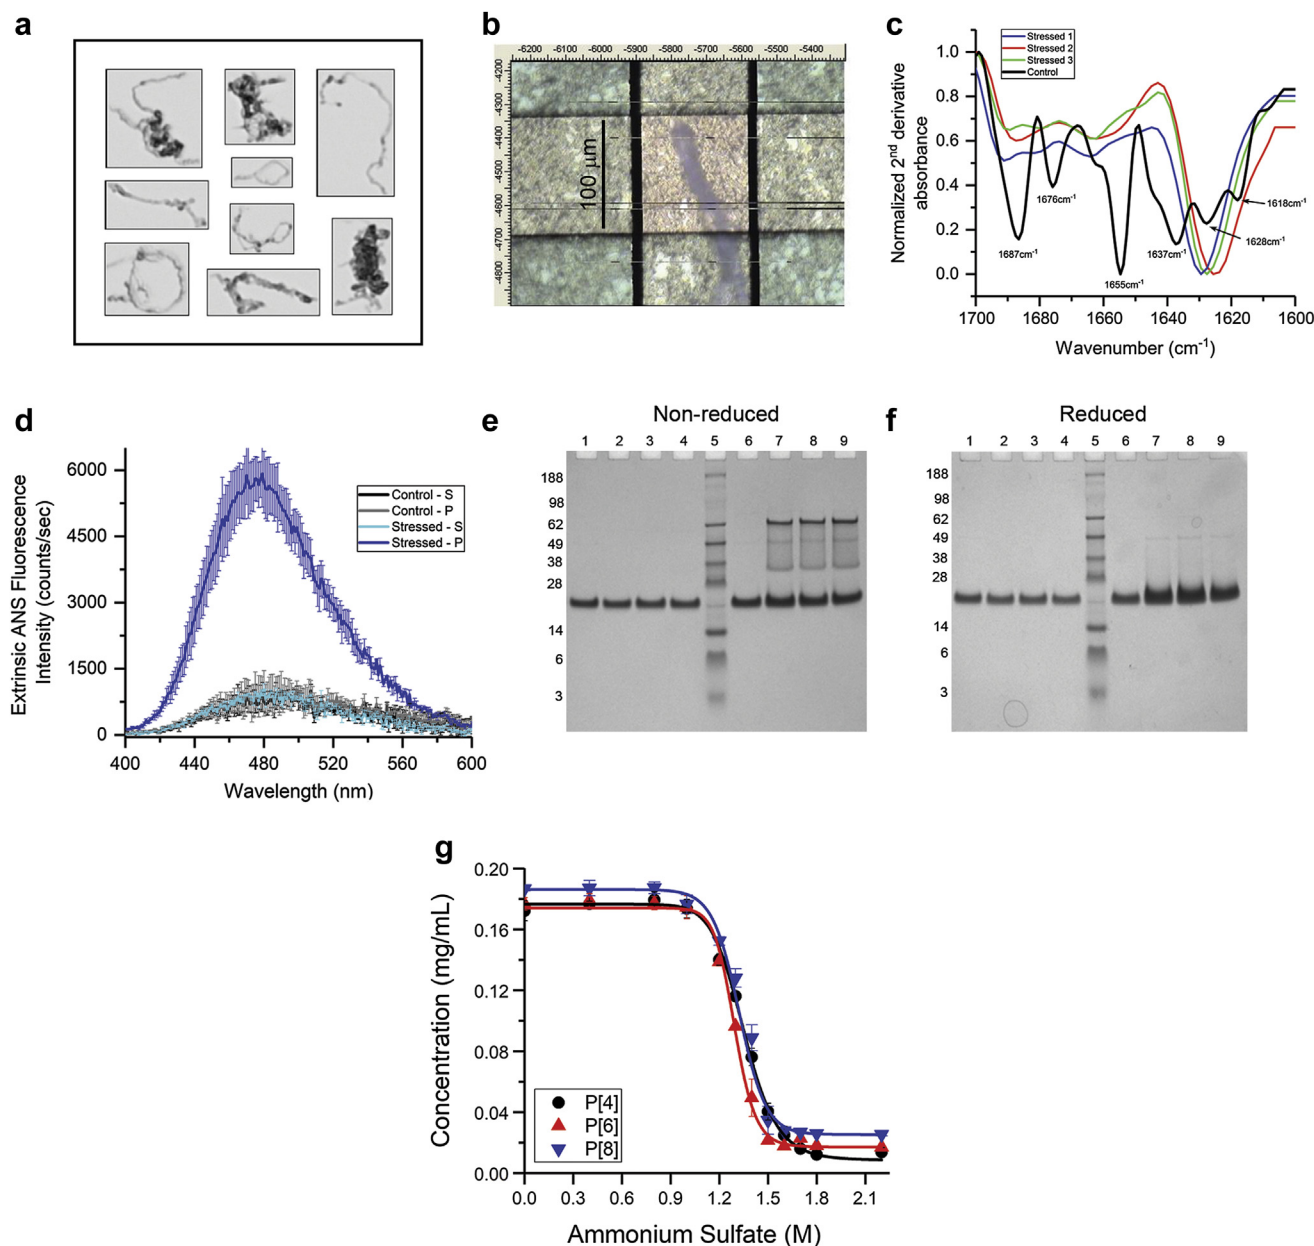 a
b
-6200 -6100 -6000 -5900 -5800 -5700 -5600 -5500 -5400
-4200
-4300
-4400
-4500
-4600
-4700
-4800
100 µm
c
Stressed 1
Stressed 2
Stressed 3
Control
1.0
0.8
0.6
0.4
0.2
0.0
Normalized 2nd derivative
absorbance
1687cm-1
1676cm-1
1655cm-1
1637cm-1
1628cm-1
1618cm-1
1700 1680 1660 1640 1620 1600
Wavenumber (cm-1)
d
6000
4500
3000
1500
0
Extrinsic ANS Fluorescence
Intensity (counts/sec)
Control - S
Control - P
Stressed - S
Stressed - P
400 440 480 520 560 600
Wavelength (nm)
e
Non-reduced
1 2 3 4 5 6 7 8 9
188
98
62
49
38
28
14
6
3
f
Reduced
1 2 3 4 5 6 7 8 9
188
98
62
49
38
28
14
6
3
g
0.20
0.16
0.12
0.08
0.04
0.00
Concentration (mg/mL)
P[4]
P[6]
P[8]
0.0 0.3 0.6 0.9 1.2 1.5 1.8 2.1
Ammonium Sulfate (M)